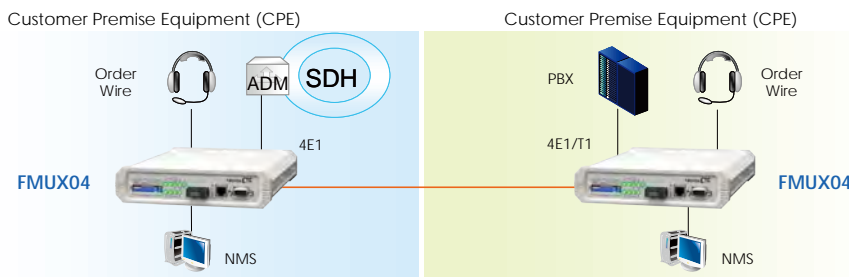 Customer Premise Equipment (CPE)
Customer Premise Equipment (CPE)
Order
Wire
ADM
SDH
PBX
Order
Wire
4E1
4E1/T1
FMUX04
FMUX04
NMS
NMS